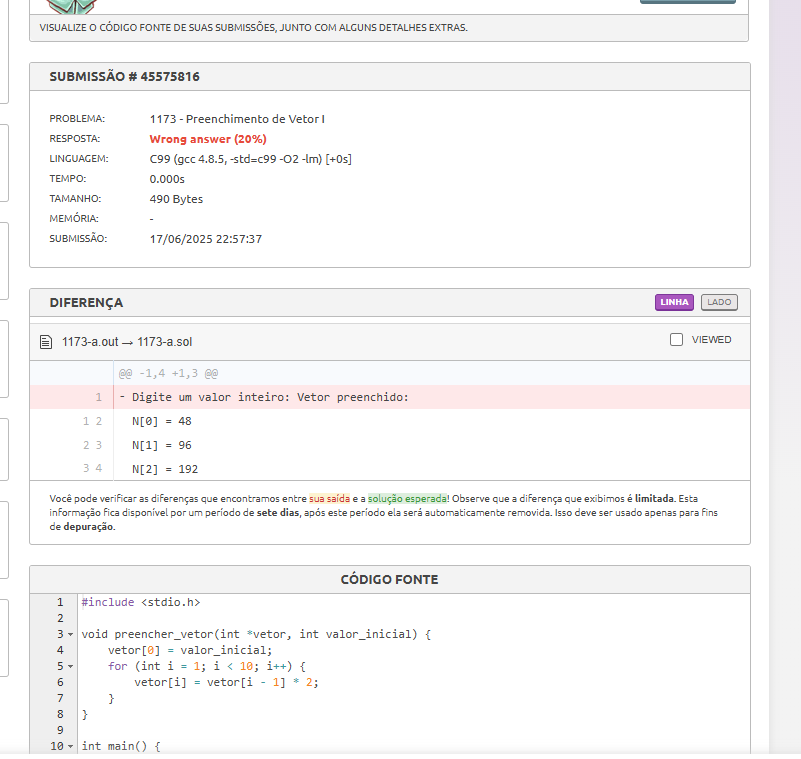 VISUALIZE O CÓDIGO FONTE DE SUAS SUBMISSÕES, JUNTO COM ALGUNS DETALHES EXTRAS.
SUBMISSÃO # 45575816
PROBLEMA: 1173 - Preenchimento de Vetor I
RESPOSTA: Wrong answer (20%)
LINGUAGEM: C99 (gcc 4.8.5, -std=c99 -O2 -lm) [+0s]
TEMPO: 0.000s
TAMANHO: 490 Bytes
MEMÓRIA: -
SUBMISSÃO: 17/06/2025 22:57:37
DIFERENÇA LINHA LADO
1173-a.out → 1173-a.sol VIEWED
@@ -1,4 +1,3 @@
1 - Digite um valor inteiro: Vetor preenchido:
1 2 N[0] = 48
2 3 N[1] = 96
3 4 N[2] = 192
Você pode verificar as diferenças que encontramos entre sua saída e a solução esperada! Observe que a diferença que exibimos é limitada. Esta
informação fica disponível por um período de sete dias, após este período ela será automaticamente removida. Isso deve ser usado apenas para fins
de depuração.
CÓDIGO FONTE
1 #include <stdio.h>
2
3 void preencher_vetor(int *vetor, int valor_inicial) {
4 vetor[0] = valor_inicial;
5 for (int i = 1; i < 10; i++) {
6 vetor[i] = vetor[i - 1] * 2;
7 }
8 }
9
10 int main() {